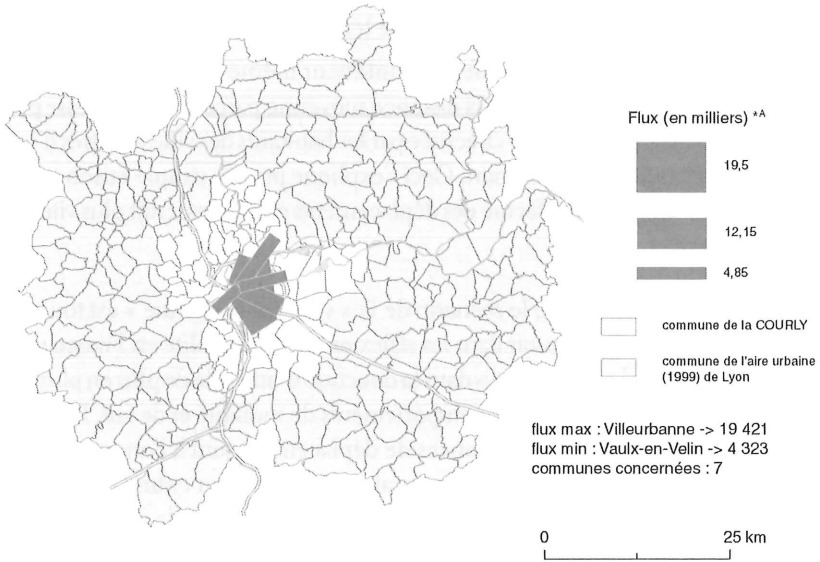 Flux (en milliers) *A
19,5
12,15
4,85
commune de la COURLY
commune de l'aire urbaine
(1999) de Lyon
flux max : Villeurbanne -> 19 421
flux min : Vaulx-en-Velin -> 4 323
communes concernées : 7
0 25 km